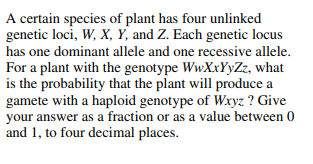 A certain species of plant has four unlinked
genetic loci, W, X, Y, and Z. Each genetic locus
has one dominant allele and one recessive allele.
For a plant with the genotype WwXxYyZz, what
is the probability that the plant will produce a
gamete with a haploid genotype of Wxyz ? Give
your answer as a fraction or as a value between 0
and 1, to four decimal places.